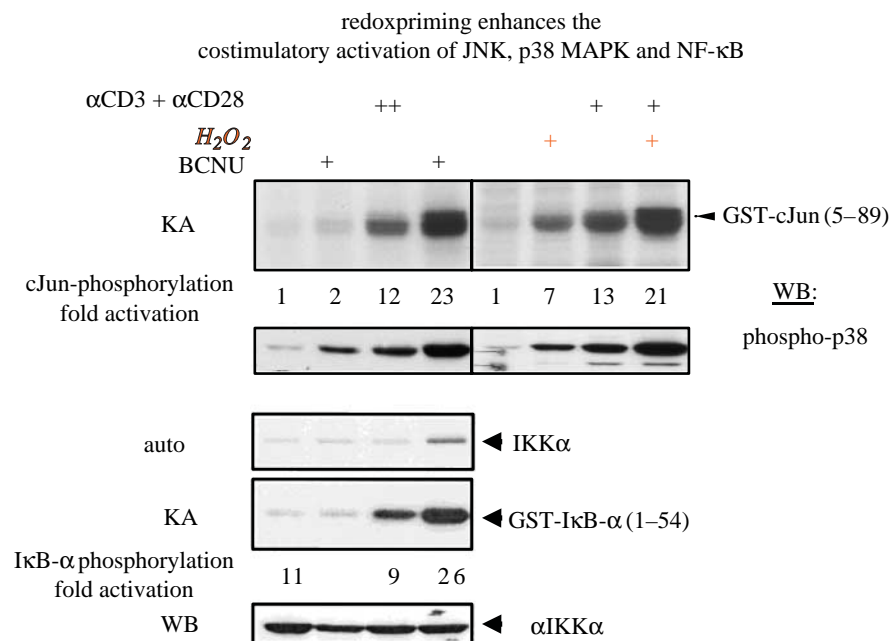 redoxpriming enhances the
costimulatory activation of JNK, p38 MAPK and NF-κB
αCD3 + αCD28 ++ + +
H₂O₂ + +
BCNU + +
KA GST-cJun (5–89)
cJun-phosphorylation
fold activation
1 2 12 23 1 7 13 21
WB:
phospho-p38
auto IKKα
KA GST-IκB-α (1–54)
IκB-α phosphorylation
fold activation
11 9 2 6
WB αIKKα